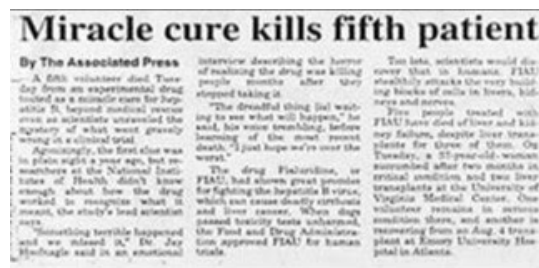 Miracle cure kills fifth patient
By The Associated Press
A fifth volunteer died Tues-
day from an experimental drug
touted as a miracle cure for hep-
atitis B, beyond medical rescue
even as scientists unraveled the
mystery of what went gravely
wrong in a clinical trial.
Agonizingly, the first clue was
in plain sight a year ago, but re-
searchers at the National Insti-
tutes of Health didn't know
enough about how the drug
worked to recognize what it
meant, the study's lead scientist
says.
"Something terrible happened
and we missed it," Dr. Jay
Hoofnagle said in an emotional
interview describing the horror
of realizing the drug was killing
people months after they
stopped taking it.
"The dreadful thing [is] wait-
ing to see what will happen," he
said, his voice trembling, before
learning of the most recent
death. "I just hope we're over the
worst."
The drug Fialuridine, or
FIAU, had shown great promise
for fighting the hepatitis B virus,
which can cause deadly cirrhosis
and liver cancer. When dogs
passed toxicity tests unharmed,
the Food and Drug Administra-
tion approved FIAU for human
trials.
Too late, scientists would dis-
cover that in humans, FIAU
stealthily attacks the very build-
ing blocks of cells in livers, kid-
neys and nerves.
Five people treated with
FIAU have died of liver and kid-
ney failure, despite liver trans-
plants for three of them. On
Tuesday, a 37-year-old woman
succumbed after two months in
critical condition and two liver
transplants at the University of
Virginia Medical Center. One
volunteer remains in serious
condition there, and another is
recovering from an Aug. 4 trans-
plant at Emory University Hos-
pital in Atlanta.